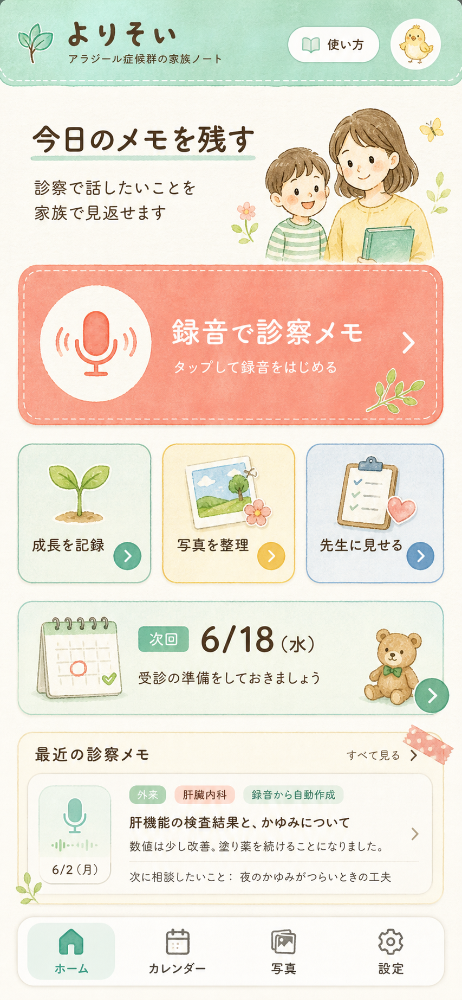 よりそい
アラジール症候群の家族ノート
使い方
今日のメモを残す
診察で話したいことを
家族で見返せます
録音で診察メモ
タップして録音をはじめる
成長を記録
写真を整理
先生に見せる
次回 6/18(水)
受診の準備をしておきましょう
最近の診察メモ
すべて見る
外来 肝臓内科 録音から自動作成
肝機能の検査結果と、かゆみについて
数値は少し改善。塗り薬を続けることになりました。
6/2(月)
次に相談したいこと: 夜のかゆみがつらいときの工夫
ホーム
カレンダー
写真
設定